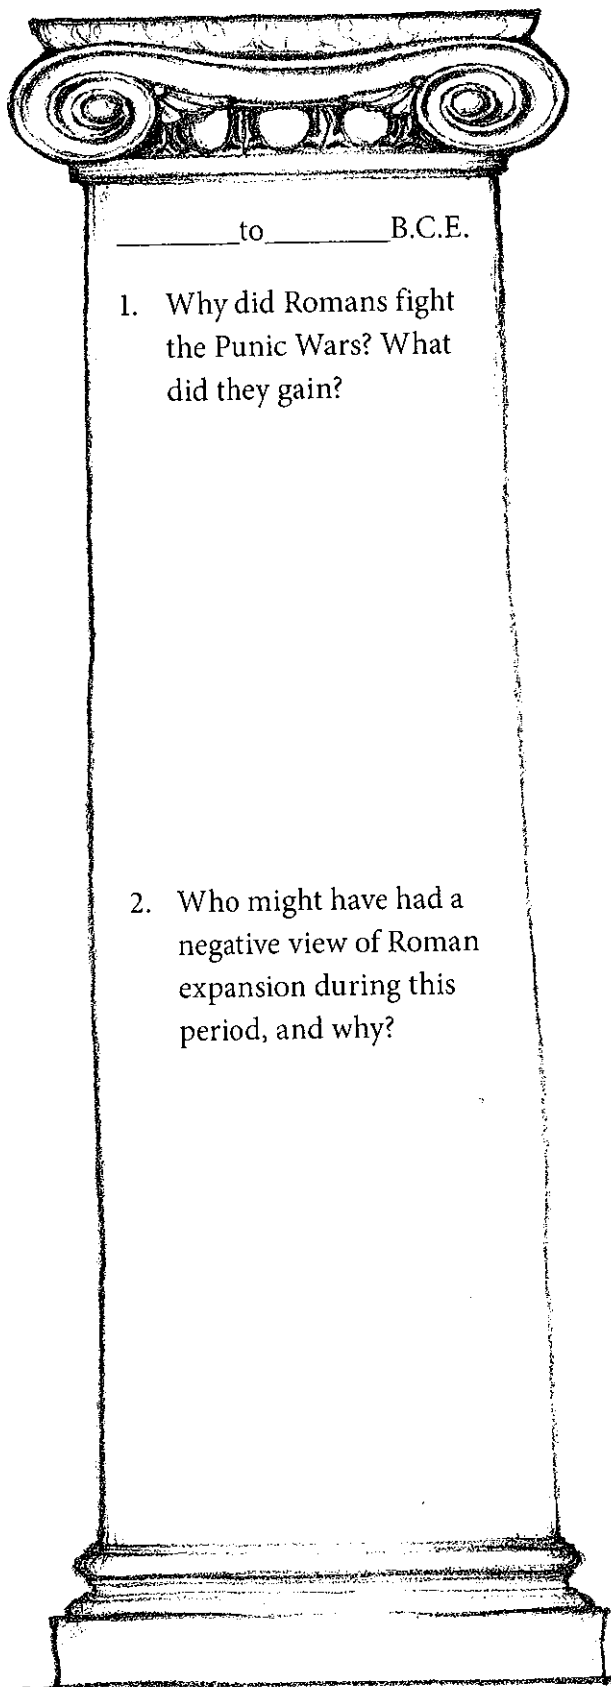 ________to________B.C.E.
1. Why did Romans fight
the Punic Wars? What
did they gain?
2. Who might have had a
negative view of Roman
expansion during this
period, and why?